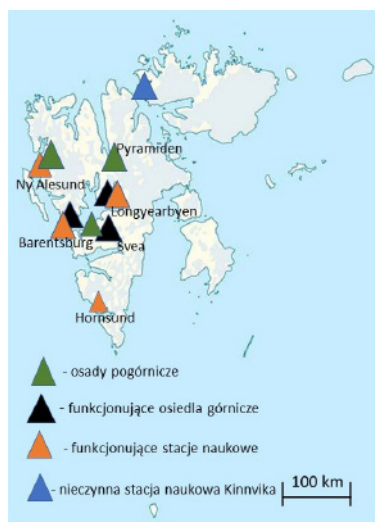 Pyramiden
Ny Alesund
Longyearbyen
Barentsburg
Svea
Hornsund
- osady pogórnicze
- funkcjonujące osiedla górnicze
- funkcjonujące stacje naukowe
100 km
- nieczynna stacja naukowa Kinnvika